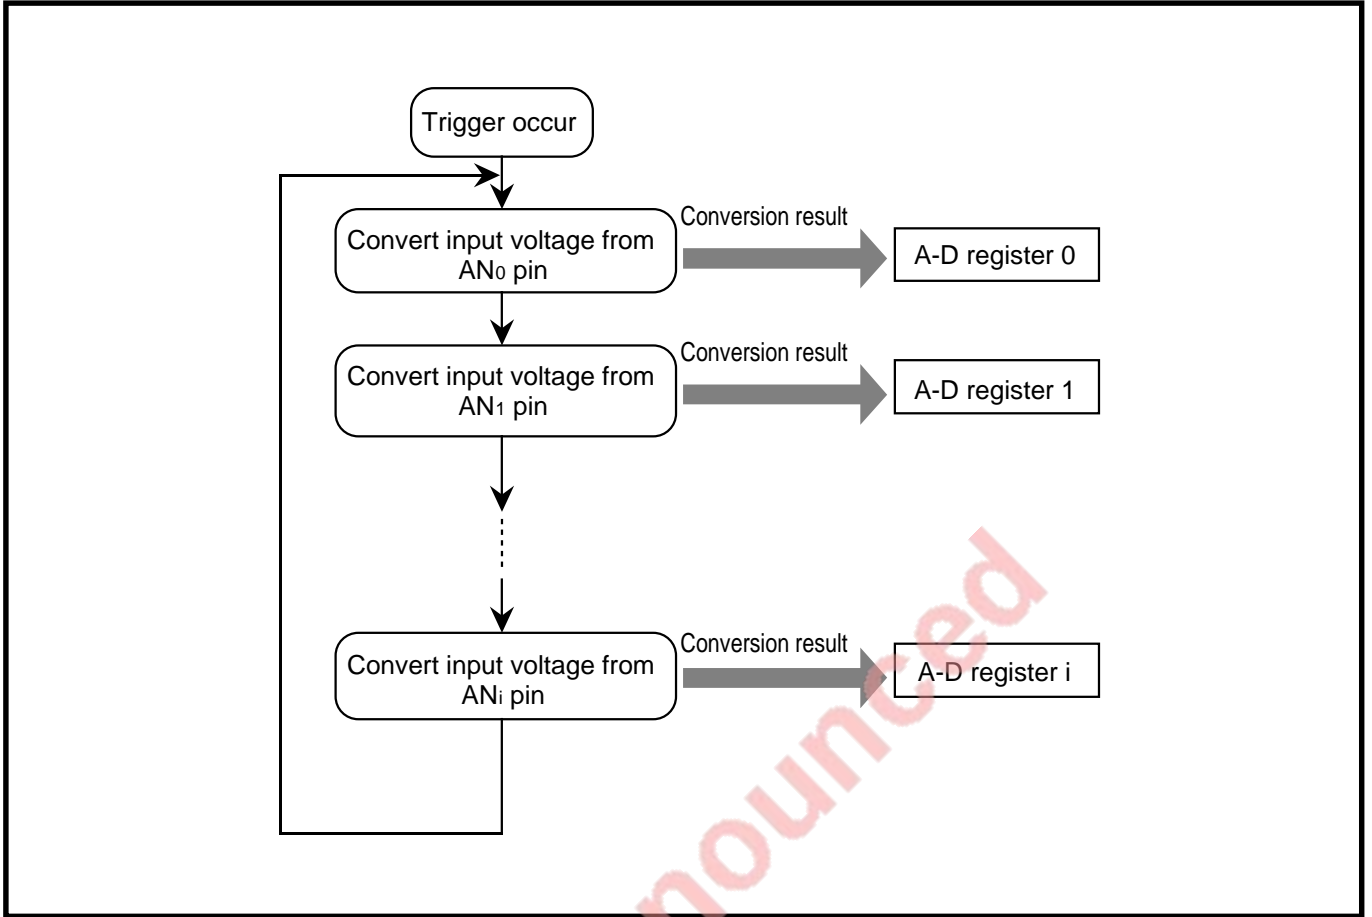 Trigger occur
Convert input voltage from
AN0 pin
Conversion result
A-D register 0
Convert input voltage from
AN1 pin
Conversion result
A-D register 1
Convert input voltage from
ANi pin
Conversion result
A-D register i
nounced